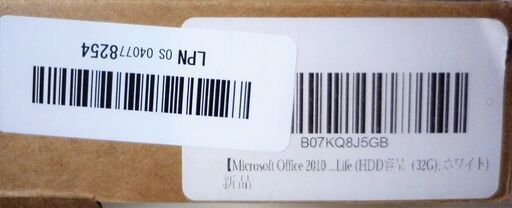 LPN OS 040778254
B07KQ8J5GB
【Microsoft Office 2010 ...Life (HDD容量 (32G), ホワイト)
新品